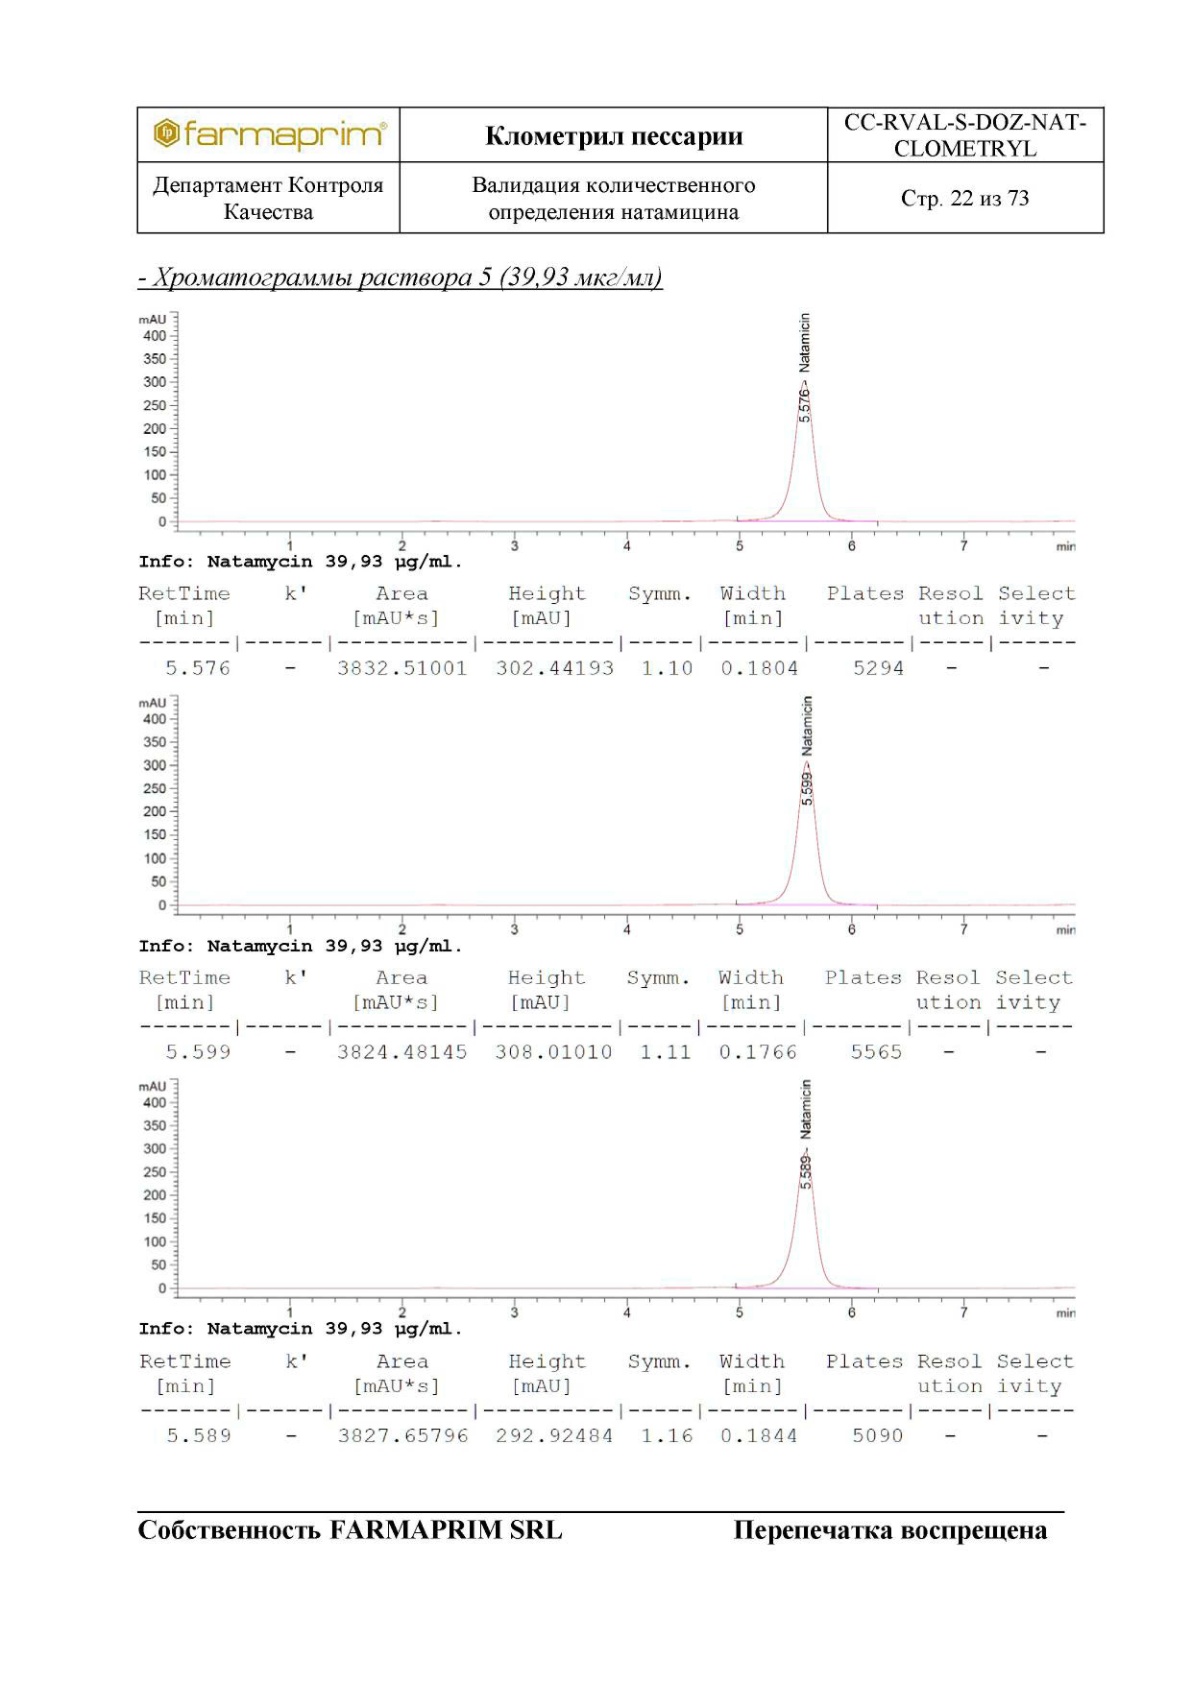 farmaprim®
Клометрил пессарии
CC-RVAL-S-DOZ-NAT-
CLOMETRYL
Департамент Контроля
Качества
Валидация количественного
определения натамицина
Стр. 22 из 73
- Хроматограммы раствора 5 (39,93 мкг/мл)
mAU
400
350
300
250
200
150
100
50
0
5.576 - Natamicin
1 2 3 4 5 6 7 min
Info: Natamycin 39,93 µg/ml.
RetTime k' Area Height Symm. Width Plates Resol Select
[min] [mAU*s] [mAU] [min] ution ivity
-------|------|----------|----------|-----|-------|-------|-----|------
5.576 - 3832.51001 302.44193 1.10 0.1804 5294 - -
mAU
400
350
300
250
200
150
100
50
0
5.599 - Natamicin
1 2 3 4 5 6 7 min
Info: Natamycin 39,93 µg/ml.
RetTime k' Area Height Symm. Width Plates Resol Select
[min] [mAU*s] [mAU] [min] ution ivity
-------|------|----------|----------|-----|-------|-------|-----|------
5.599 - 3824.48145 308.01010 1.11 0.1766 5565 - -
mAU
400
350
300
250
200
150
100
50
0
5.589 - Natamicin
1 2 3 4 5 6 7 min
Info: Natamycin 39,93 µg/ml.
RetTime k' Area Height Symm. Width Plates Resol Select
[min] [mAU*s] [mAU] [min] ution ivity
-------|------|----------|----------|-----|-------|-------|-----|------
5.589 - 3827.65796 292.92484 1.16 0.1844 5090 - -
Собственность FARMAPRIM SRL Перепечатка воспрещена